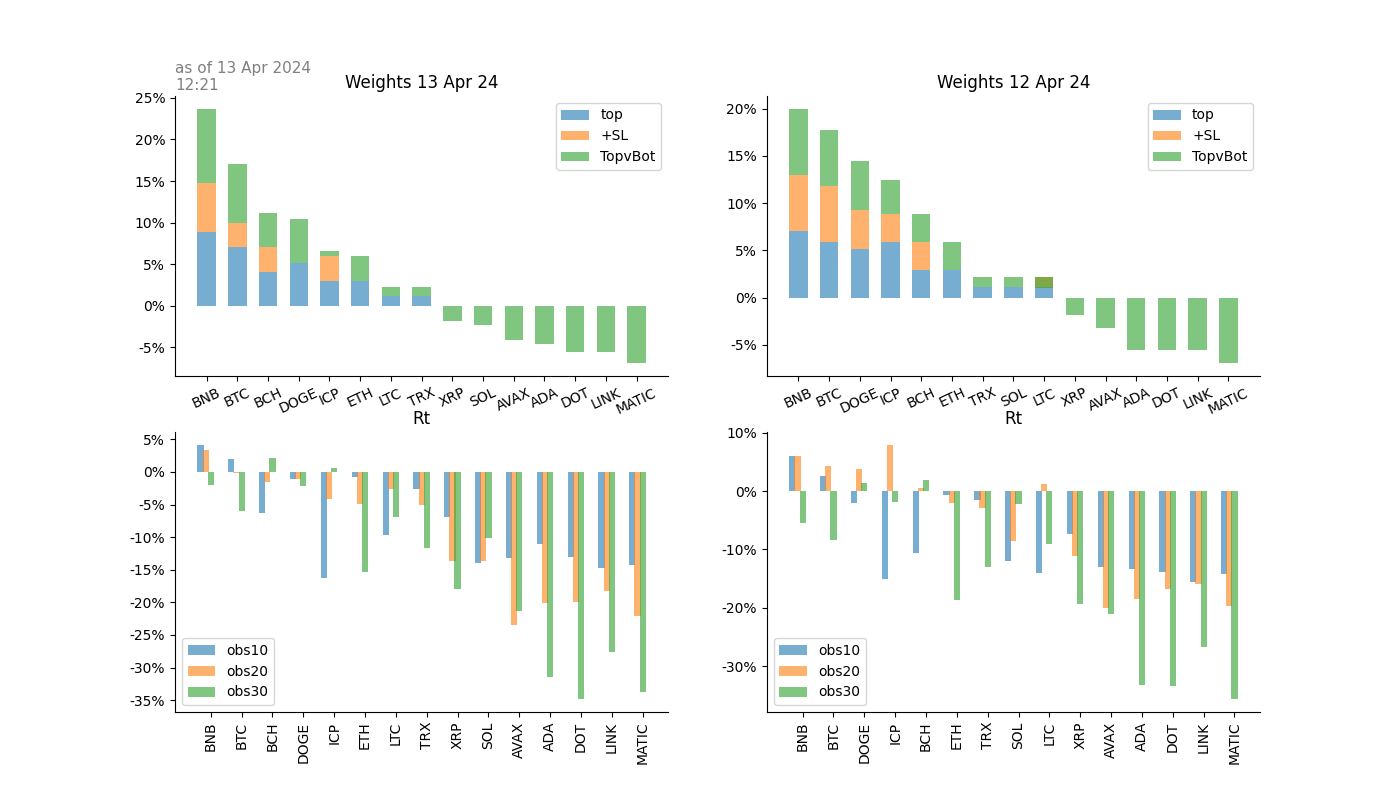 as of 13 Apr 2024
12:21
Weights 13 Apr 24
25%
20%
15%
10%
5%
0%
-5%
top
+SL
TopvBot
BNB BTC BCH DOGE ICP ETH LTC TRX XRP SOL AVAX ADA DOT LINK MATIC
Weights 12 Apr 24
20%
15%
10%
5%
0%
-5%
top
+SL
TopvBot
BNB BTC DOGE ICP BCH ETH TRX SOL LTC XRP AVAX ADA DOT LINK MATIC
Rt
5%
0%
-5%
-10%
-15%
-20%
-25%
-30%
-35%
obs10
obs20
obs30
BNB BTC BCH DOGE ICP ETH LTC TRX XRP SOL AVAX ADA DOT LINK MATIC
Rt
10%
0%
-10%
-20%
-30%
obs10
obs20
obs30
BNB BTC DOGE ICP BCH ETH TRX SOL LTC XRP AVAX ADA DOT LINK MATIC